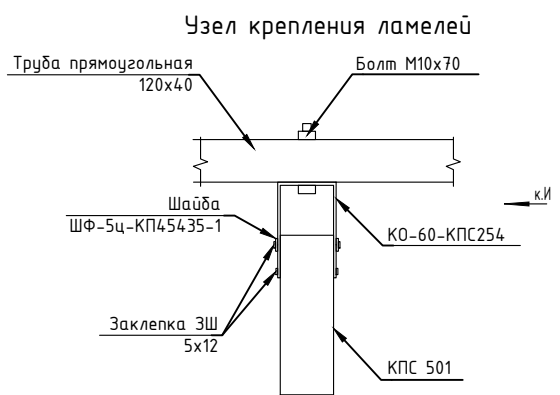 Узел крепления ламелей
Труба прямоугольная
120х40
Болт М10х70
к.И
Шайба
ШФ-5ц-КП45435-1
КО-60-КПС254
Заклепка ЗШ
5х12
КПС 501